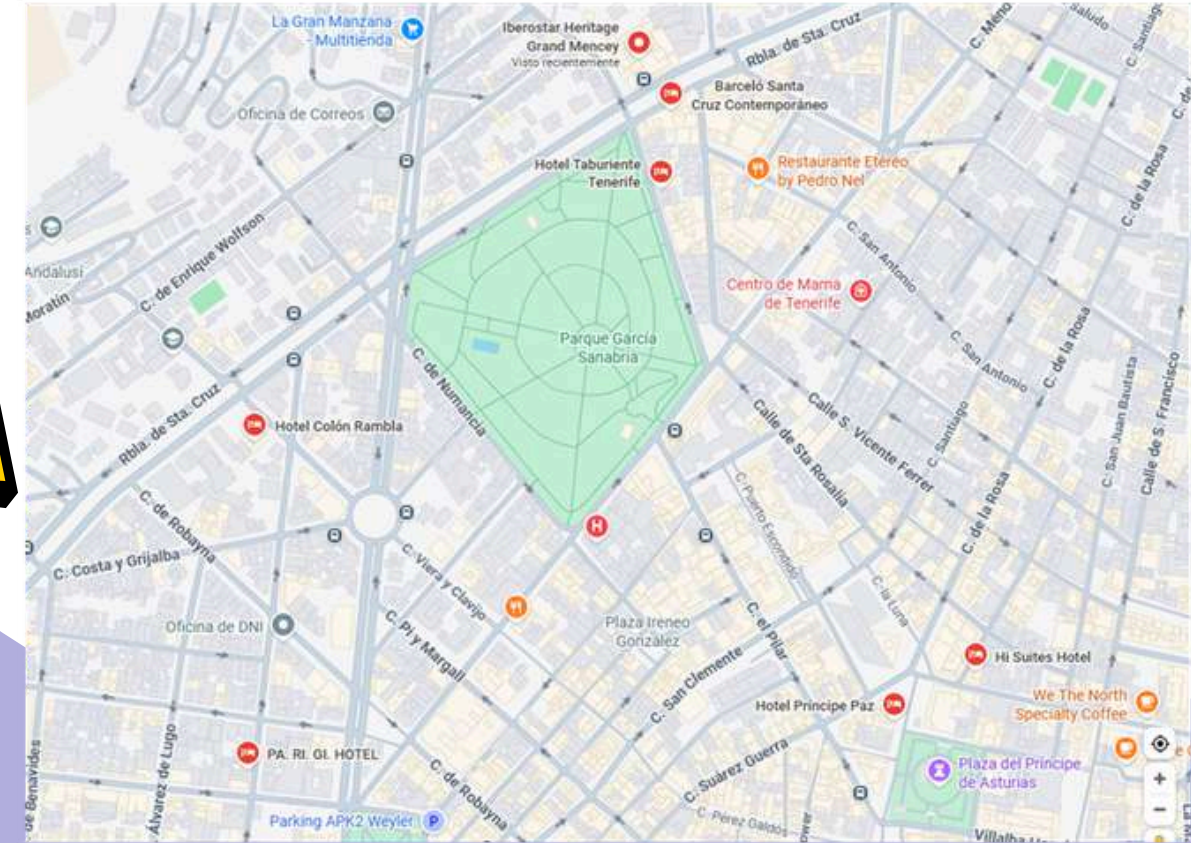 La Gran Manzana
- Multitienda
Iberostar Heritage
Grand Mencey
Visto recientemente
Rbla. de Sta. Cruz
C. Saludo
C. Santiago
Barceló Santa
Cruz Contemporáneo
Oficina de Correos
Hotel Taburiente
Tenerife
Restaurante Etéreo
by Pedro Nel
C. de la Rosa
C. de Enrique Wolfson
Andalusí
Moratín
C. San Antonio
Centro de Mama
de Tenerife
Parque García
Sanabria
C. de Numancia
C. San Antonio
C. de la Rosa
C. San Juan Bautista
Calle de S. Francisco
Rbla. de Sta. Cruz
Hotel Colón Rambla
Calle S. Vicente Ferrer
Calle de Sta Rosalia
C. Santiago
C. de Robayna
H
C. Puerto Escondido
C. de la Rosa
C. Costa y Grijalba
C. Viera y Clavijo
C. la Luna
Oficina de DNI
C. Pi y Margall
Plaza Ireneo
González
C. el Pilar
C. San Clemente
Hi Suites Hotel
Hotel Príncipe Paz
We The North
Specialty Coffee
PA. RI. GI. HOTEL
C. Suárez Guerra
Plaza del Príncipe
de Asturias
de Benavides
Álvarez de Lugo
C. de Robayna
Parking APK2 Weyler
P
C. Pérez Galdós
+
−